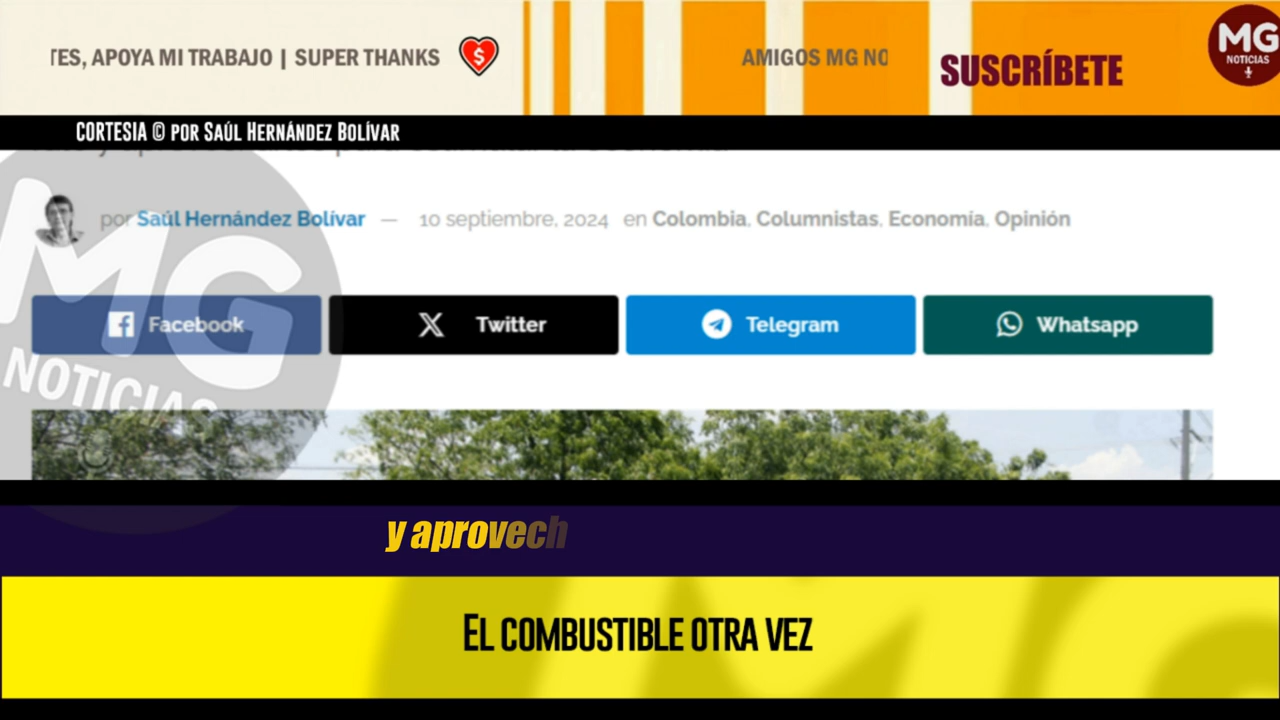 TES, APOYA MI TRABAJO | SUPER THANKS
$
AMIGOS MG NO
SUSCRÍBETE
MG
NOTICIAS
CORTESIA © POR SAÚL HERNÁNDEZ BOLÍVAR
por Saúl Hernández Bolívar — 10 septiembre, 2024 en Colombia, Columnistas, Economía, Opinión
MG
NOTICIAS
Facebook
Twitter
Telegram
Whatsapp
y aprovech
EL COMBUSTIBLE OTRA VEZ